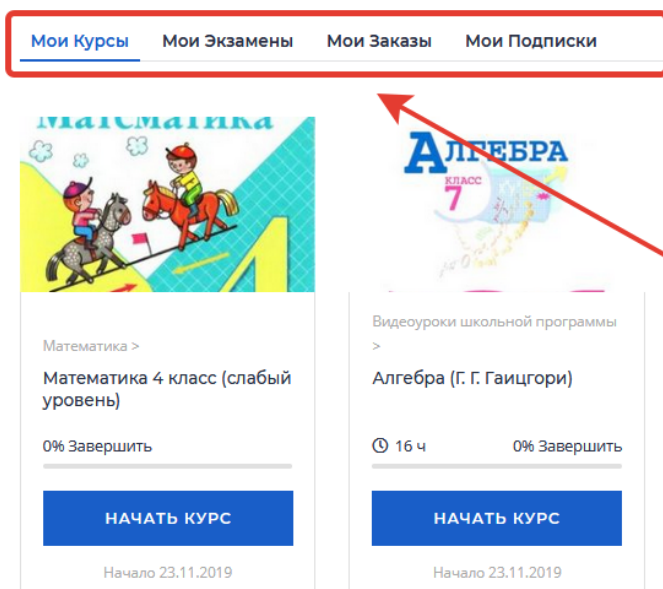 Мои Курсы Мои Экзамены Мои Заказы Мои Подписки
Математика
4
АЛГЕБРА
КЛАСС
7
Математика >
Математика 4 класс (слабый
уровень)
0% Завершить
НАЧАТЬ КУРС
Начало 23.11.2019
Видеоуроки школьной программы
>
Алгебра (Г. Г. Гаицгори)
16 ч 0% Завершить
НАЧАТЬ КУРС
Начало 23.11.2019